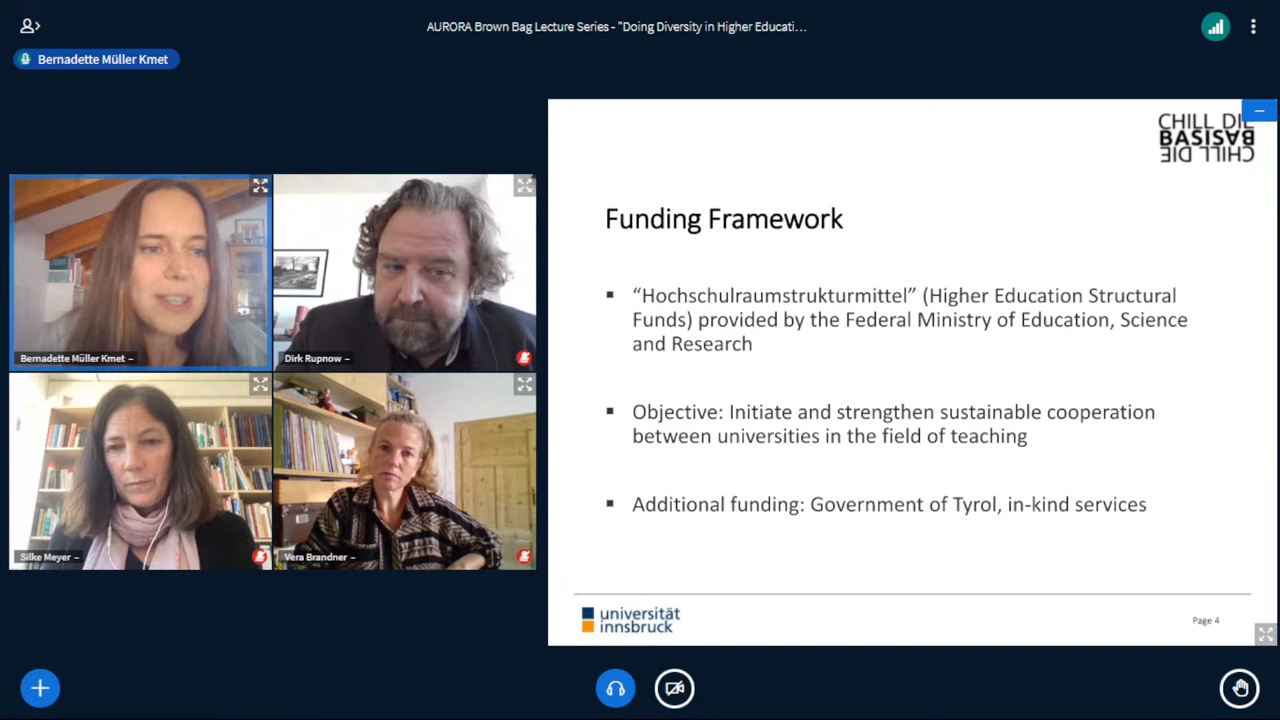 AURORA Brown Bag Lecture Series - "Doing Diversity in Higher Educati...
Bernadette Müller Kmet
CHILL DIE
BASIS
CHILL DIE
Funding Framework
“Hochschulraumstrukturmittel” (Higher Education Structural
Funds) provided by the Federal Ministry of Education, Science
and Research
Objective: Initiate and strengthen sustainable cooperation
between universities in the field of teaching
Additional funding: Government of Tyrol, in-kind services
universität
innsbruck
Page 4
Bernadette Müller Kmet
Dirk Rupnow
Silke Meyer
Vera Brandner